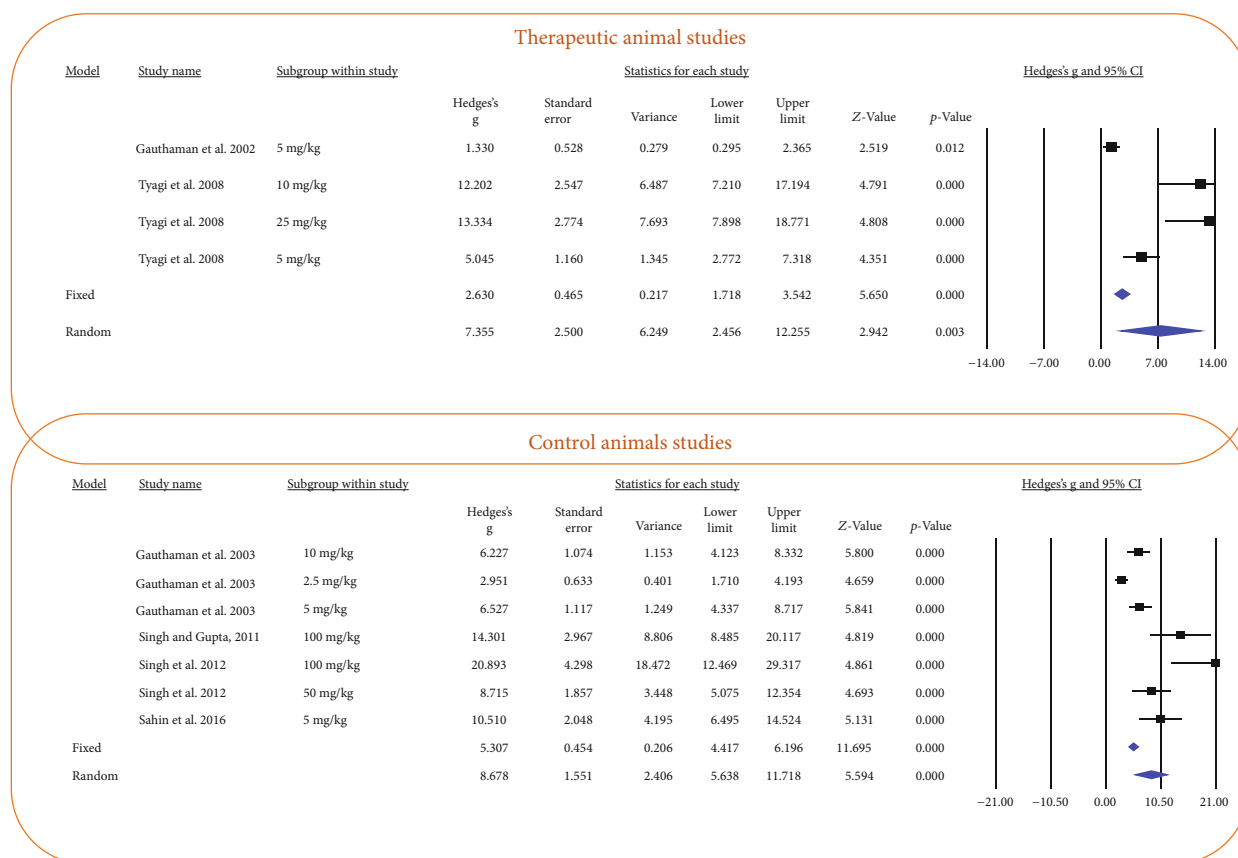 Therapeutic animal studies
Model Study name Subgroup within study Statistics for each study Hedges's g and 95% CI
Hedges's g Standard error Variance Lower limit Upper limit Z-Value p-Value
Gauthaman et al. 2002 5 mg/kg 1.330 0.528 0.279 0.295 2.365 2.519 0.012
Tyagi et al. 2008 10 mg/kg 12.202 2.547 6.487 7.210 17.194 4.791 0.000
Tyagi et al. 2008 25 mg/kg 13.334 2.774 7.693 7.898 18.771 4.808 0.000
Tyagi et al. 2008 5 mg/kg 5.045 1.160 1.345 2.772 7.318 4.351 0.000
Fixed 2.630 0.465 0.217 1.718 3.542 5.650 0.000
Random 7.355 2.500 6.249 2.456 12.255 2.942 0.003
−14.00 −7.00 0.00 7.00 14.00
Control animals studies
Model Study name Subgroup within study Statistics for each study Hedges's g and 95% CI
Hedges's g Standard error Variance Lower limit Upper limit Z-Value p-Value
Gauthaman et al. 2003 10 mg/kg 6.227 1.074 1.153 4.123 8.332 5.800 0.000
Gauthaman et al. 2003 2.5 mg/kg 2.951 0.633 0.401 1.710 4.193 4.659 0.000
Gauthaman et al. 2003 5 mg/kg 6.527 1.117 1.249 4.337 8.717 5.841 0.000
Singh and Gupta, 2011 100 mg/kg 14.301 2.967 8.806 8.485 20.117 4.819 0.000
Singh et al. 2012 100 mg/kg 20.893 4.298 18.472 12.469 29.317 4.861 0.000
Singh et al. 2012 50 mg/kg 8.715 1.857 3.448 5.075 12.354 4.693 0.000
Sahin et al. 2016 5 mg/kg 10.510 2.048 4.195 6.495 14.524 5.131 0.000
Fixed 5.307 0.454 0.206 4.417 6.196 11.695 0.000
Random 8.678 1.551 2.406 5.638 11.718 5.594 0.000
−21.00 −10.50 0.00 10.50 21.00